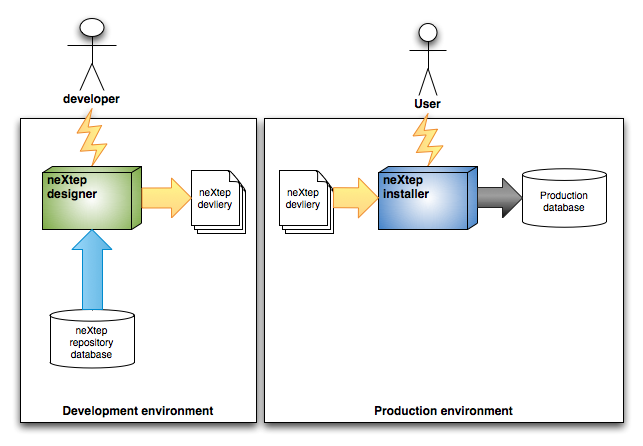 developer
User
neXtep
designer
neXtep
devliery
neXtep
devliery
neXtep
installer
Production
database
neXtep
repository
database
Development environment
Production environment